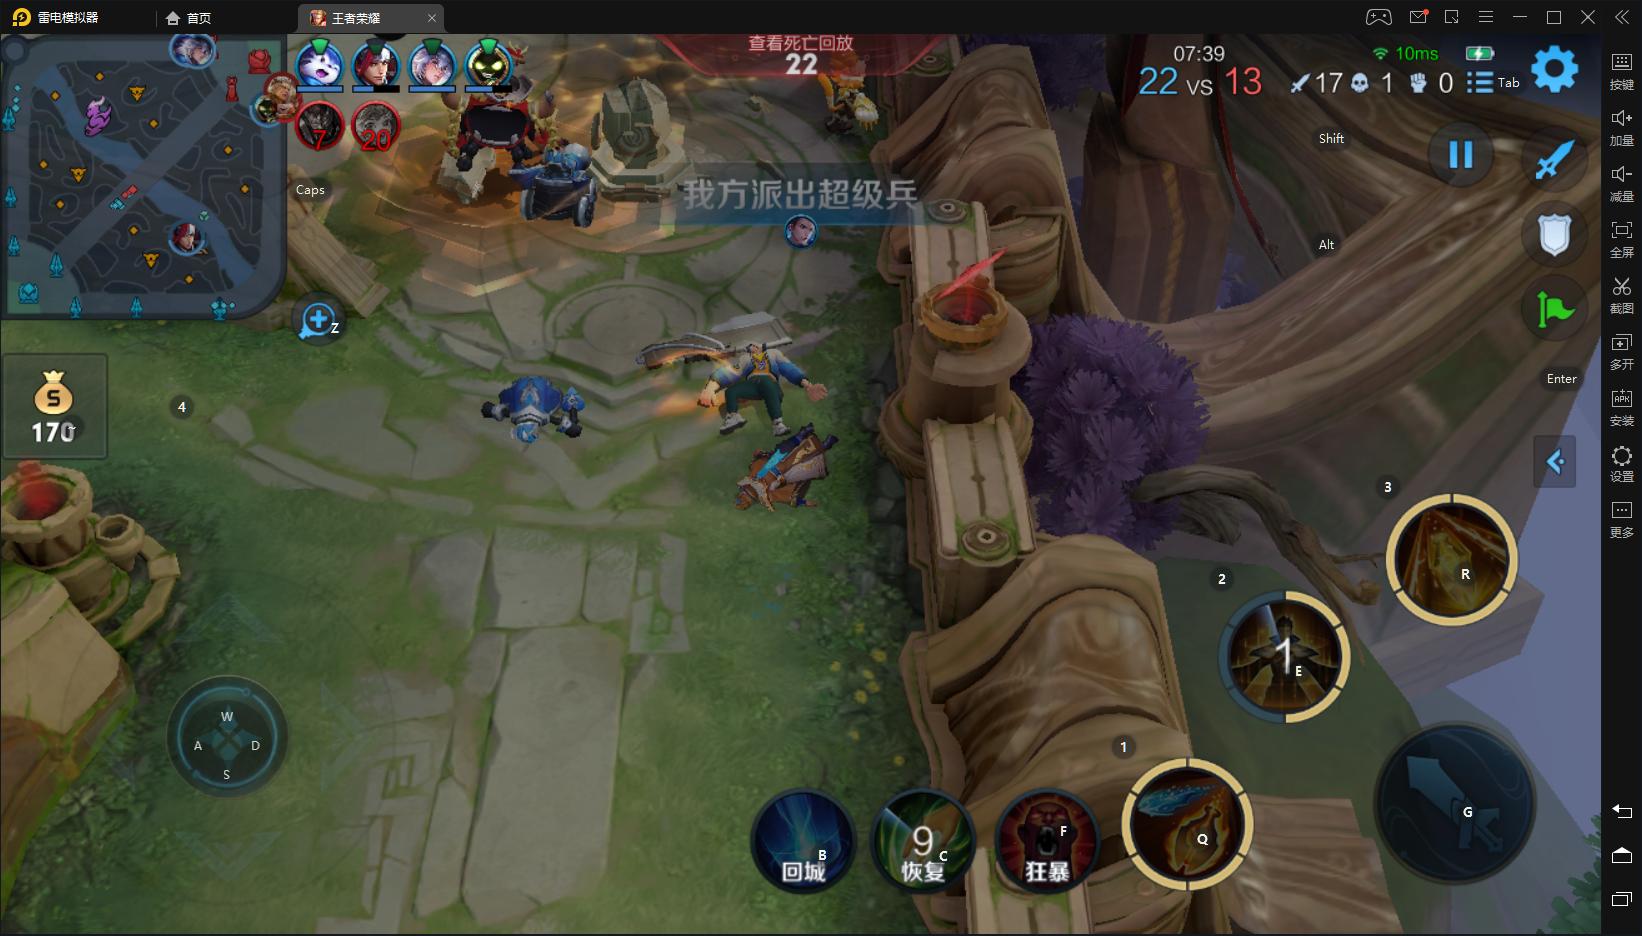 雷电模拟器
首页
王者荣耀
查看死亡回放
22
07:39
10ms
22 vs 13
17 1 0
Tab
按键
加量
减量
全屏
截图
多开
APK
安装
设置
更多
7
20
Caps
Shift
Alt
Enter
我方派出超级兵
Z
S
170
~
4
3
R
2
1
E
1
Q
G
W
A D
S
B
回城
9
C
恢复
F
狂暴